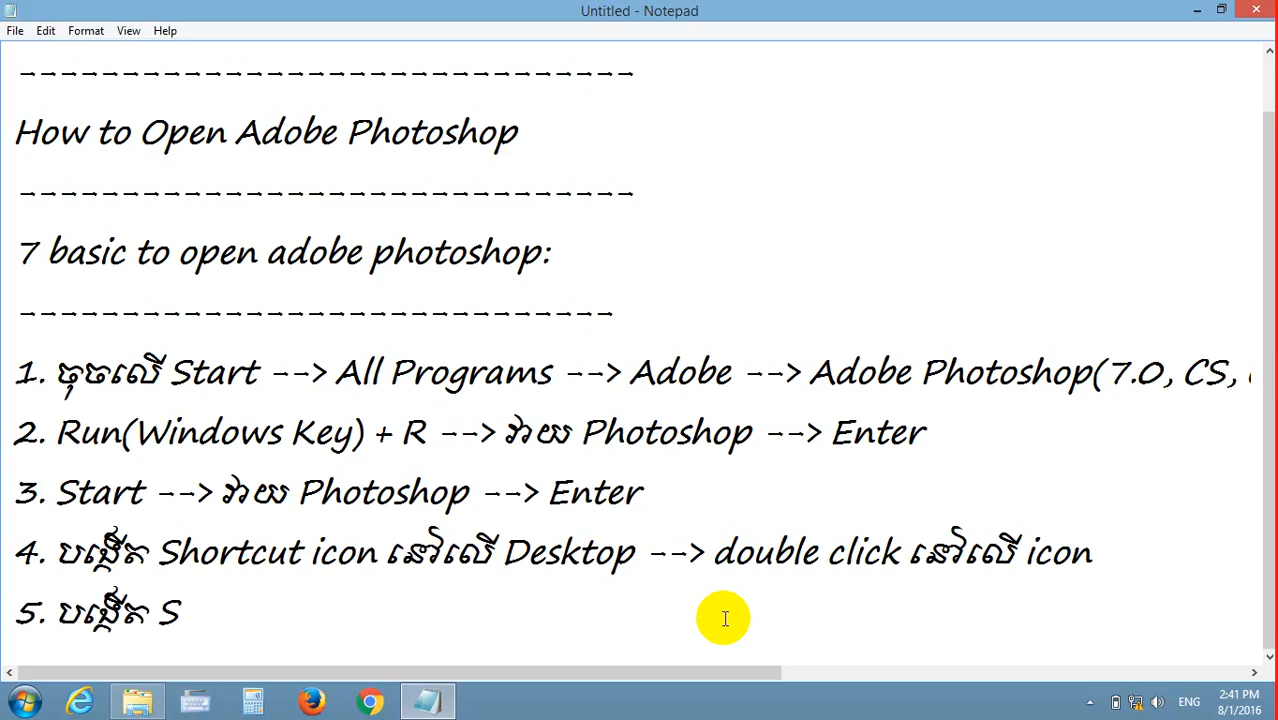 Untitled - Notepad
File Edit Format View Help
------------------------------
How to Open Adobe Photoshop
------------------------------
7 basic to open adobe photoshop:
-----------------------------
1. ចុចលើ Start --> All Programs --> Adobe --> Adobe Photoshop(7.0, CS,
2. Run(Windows Key) + R --> វាយ Photoshop --> Enter
3. Start --> វាយ Photoshop --> Enter
4. បង្កើត Shortcut icon នៅលើ Desktop --> double click នៅលើ icon
5. បង្កើត S
ENG
2:41 PM
8/1/2016